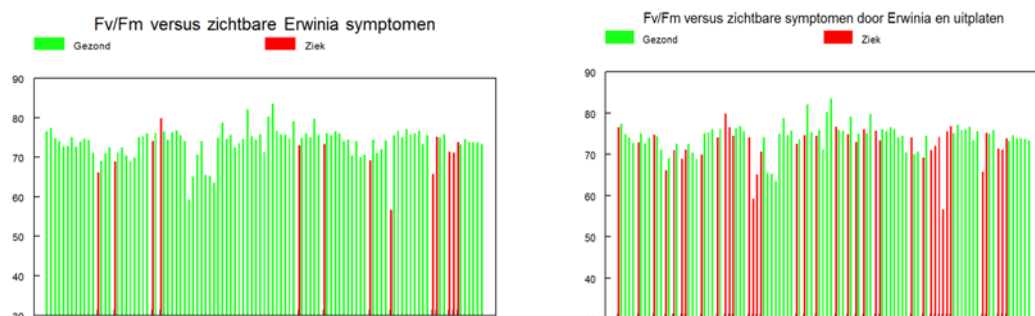 Fv/Fm versus zichtbare Erwinia symptomen
Gezond
Ziek
90
80
70
60
50
40
30
Fv/Fm versus zichtbare symptomen door Erwinia en uitplaten
Gezond
Ziek
90
80
70
60
50
40